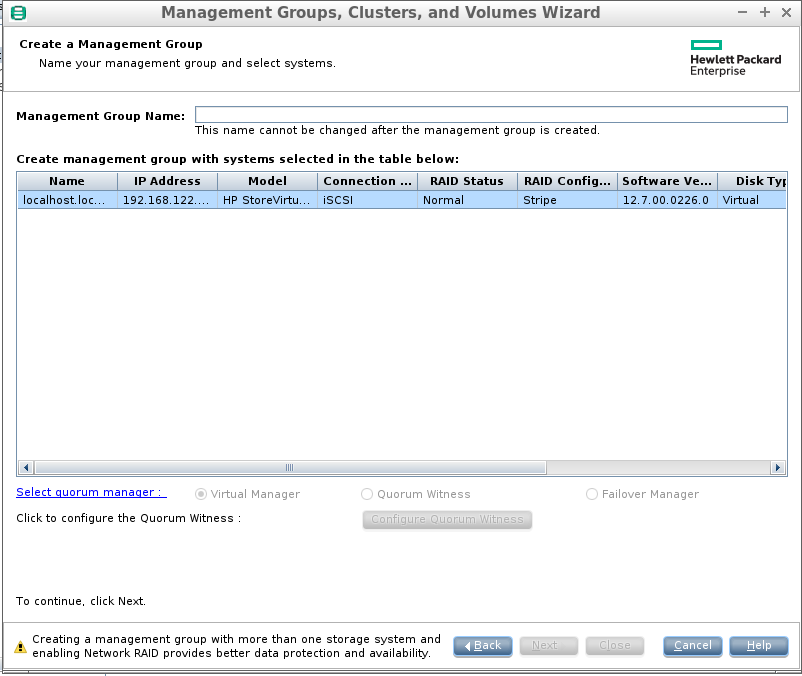 Management Groups, Clusters, and Volumes Wizard
Create a Management Group
Name your management group and select systems.
Hewlett Packard
Enterprise
Management Group Name:
This name cannot be changed after the management group is created.
Create management group with systems selected in the table below:
Name IP Address Model Connection ... RAID Status RAID Config... Software Ve... Disk Typ
localhost.loc... 192.168.122.... HP StoreVirtu... iSCSI Normal Stripe 12.7.00.0226.0 Virtual
Select quorum manager : Virtual Manager Quorum Witness Failover Manager
Click to configure the Quorum Witness : Configure Quorum Witness
To continue, click Next.
Creating a management group with more than one storage system and
enabling Network RAID provides better data protection and availability.
Back Next Close Cancel Help